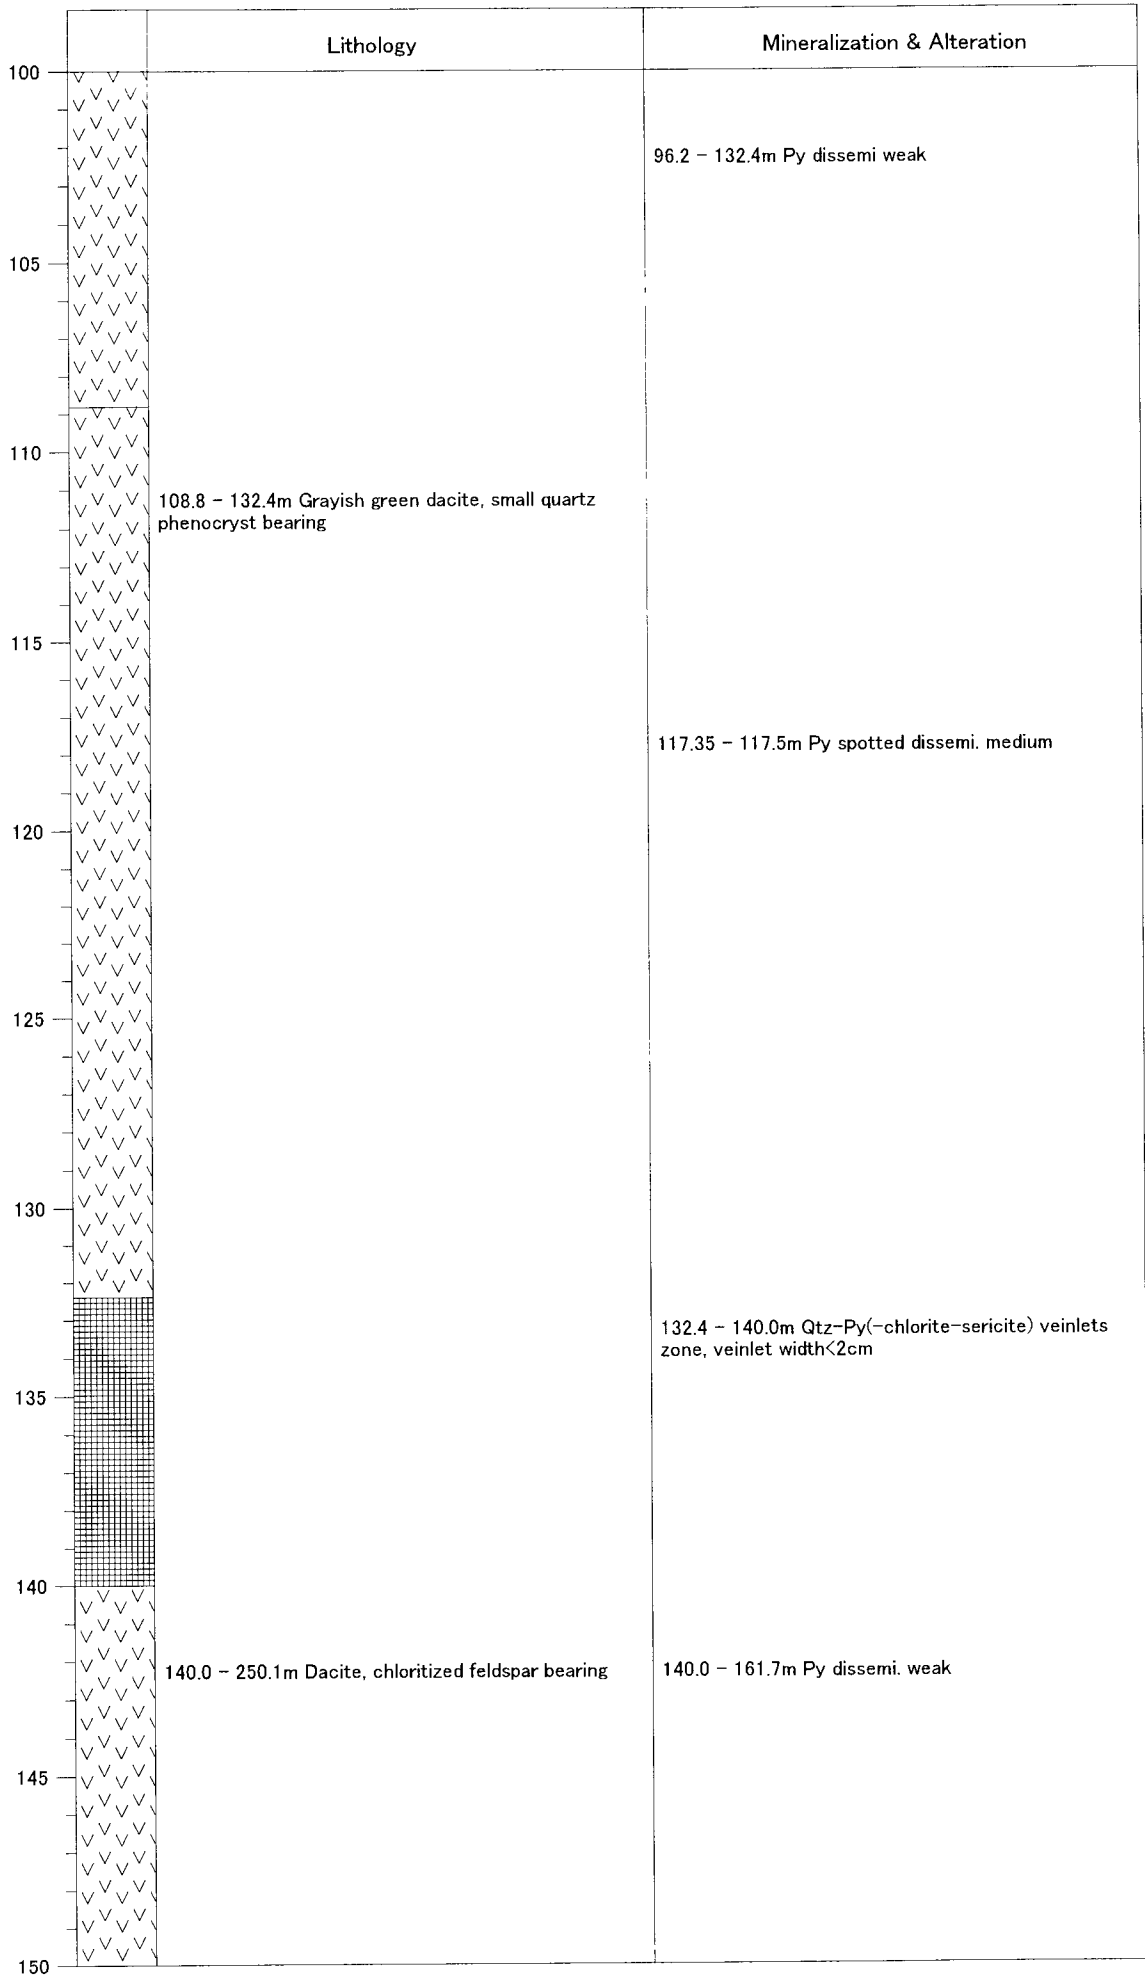 Lithology
Mineralization & Alteration
100
96.2 - 132.4m Py dissemi weak
105
110
108.8 - 132.4m Grayish green dacite, small quartz
phenocryst bearing
115
117.35 - 117.5m Py spotted dissemi. medium
120
125
130
132.4 - 140.0m Qtz-Py(-chlorite-sericite) veinlets
zone, veinlet width<2cm
135
140
140.0 - 250.1m Dacite, chloritized feldspar bearing
140.0 - 161.7m Py dissemi. weak
145
150